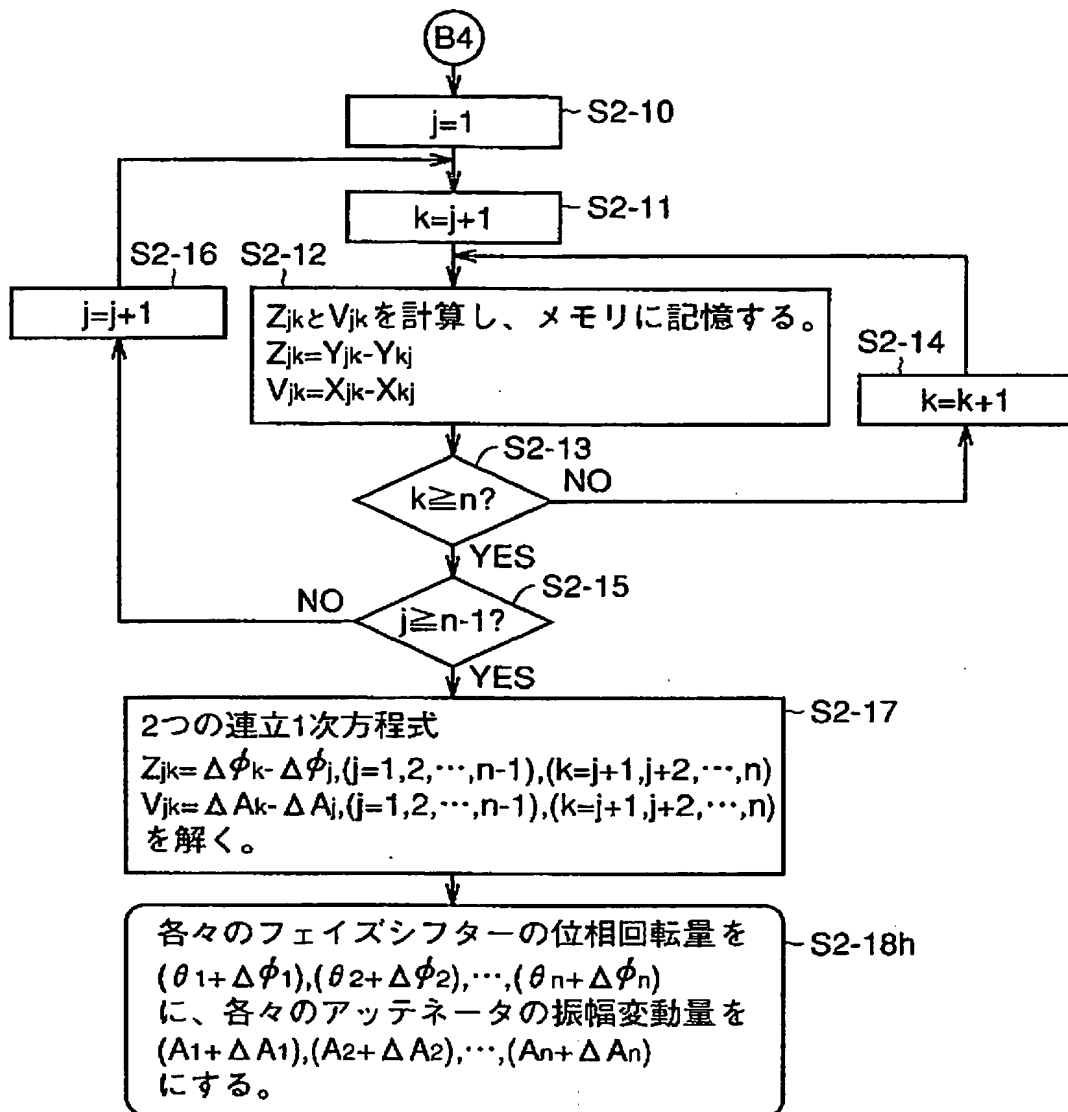 B4
j=1
S2-10
k=j+1
S2-11
S2-16
j=j+1
S2-12
Zjkとvjkを計算し、メモリに記憶する。
Zjk=Yjk-Ykj
Vjk=Xjk-Xkj
S2-14
k=k+1
S2-13
k≧n?
NO
YES
S2-15
NO
j≧n-1?
YES
S2-17
2つの連立1次方程式
Zjk=Δφk-Δφj,(j=1,2,…,n-1),(k=j+1,j+2,…,n)
Vjk=ΔAk-ΔAj,(j=1,2,…,n-1),(k=j+1,j+2,…,n)
を解く。
S2-18h
各々のフェイズシフターの位相回転量を
(θ1+Δφ1),(θ2+Δφ2),…,(θn+Δφn)
に、各々のアッテネータの振幅変動量を
(A1+ΔA1),(A2+ΔA2),…,(An+ΔAn)
にする。